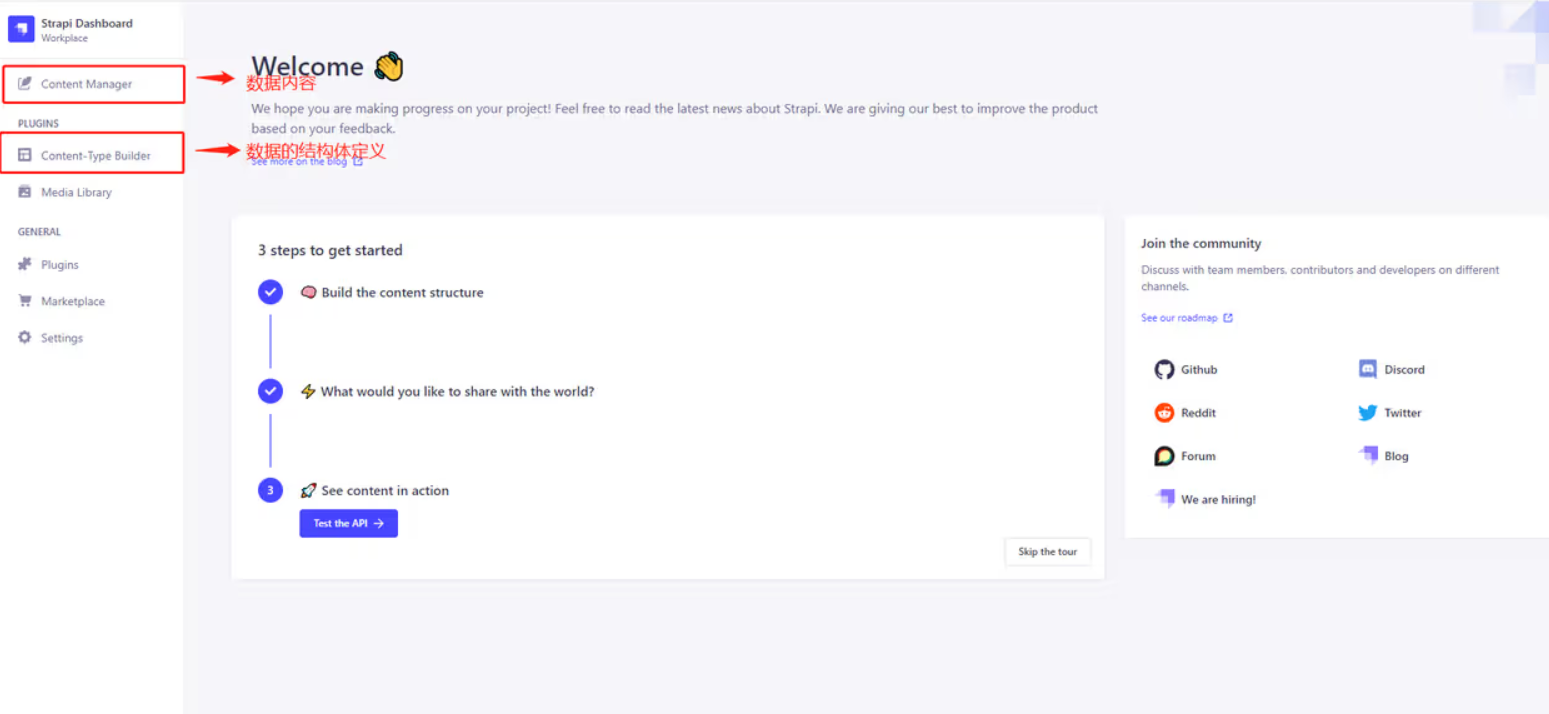 Strapi Dashboard
Workplace
Content Manager
PLUGINS
Content-Type Builder
Media Library
GENERAL
Plugins
Marketplace
Settings
Welcome
数据内容
We hope you are making progress on your project! Feel free to read the latest news about Strapi. We are giving our best to improve the product
based on your feedback.
数据的结构体定义
See more on the blog
3 steps to get started
Build the content structure
What would you like to share with the world?
3
See content in action
Test the API
Skip the tour
Join the community
Discuss with team members, contributors and developers on different
channels.
See our roadmap
Github
Discord
Reddit
Twitter
Forum
Blog
We are hiring!